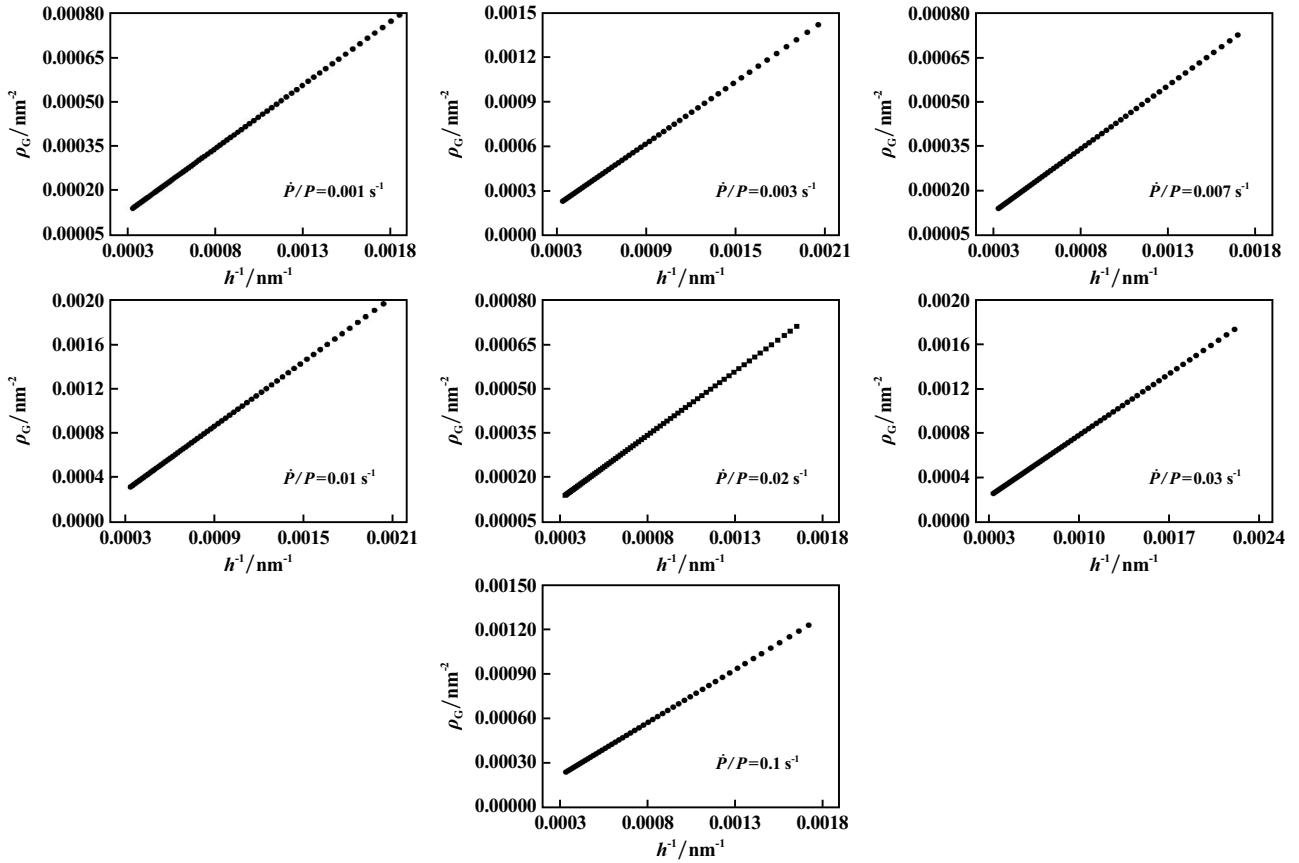 0.00080
0.00065
0.00050
0.00035
0.00020
0.00005
ρG/nm-2
Ṗ/P=0.001 s-1
0.0003 0.0008 0.0013 0.0018
h-1/nm-1
0.0015
0.0012
0.0009
0.0006
0.0003
0.0000
ρG/nm-2
Ṗ/P=0.003 s-1
0.0003 0.0009 0.0015 0.0021
h-1/nm-1
0.00080
0.00065
0.00050
0.00035
0.00020
0.00005
ρG/nm-2
Ṗ/P=0.007 s-1
0.0003 0.0008 0.0013 0.0018
h-1/nm-1
0.0020
0.0016
0.0012
0.0008
0.0004
0.0000
ρG/nm-2
Ṗ/P=0.01 s-1
0.0003 0.0009 0.0015 0.0021
h-1/nm-1
0.00080
0.00065
0.00050
0.00035
0.00020
0.00005
ρG/nm-2
Ṗ/P=0.02 s-1
0.0003 0.0008 0.0013 0.0018
h-1/nm-1
0.0020
0.0016
0.0012
0.0008
0.0004
0.0000
ρG/nm-2
Ṗ/P=0.03 s-1
0.0003 0.0010 0.0017 0.0024
h-1/nm-1
0.00150
0.00120
0.00090
0.00060
0.00030
0.00000
ρG/nm-2
Ṗ/P=0.1 s-1
0.0003 0.0008 0.0013 0.0018
h-1/nm-1